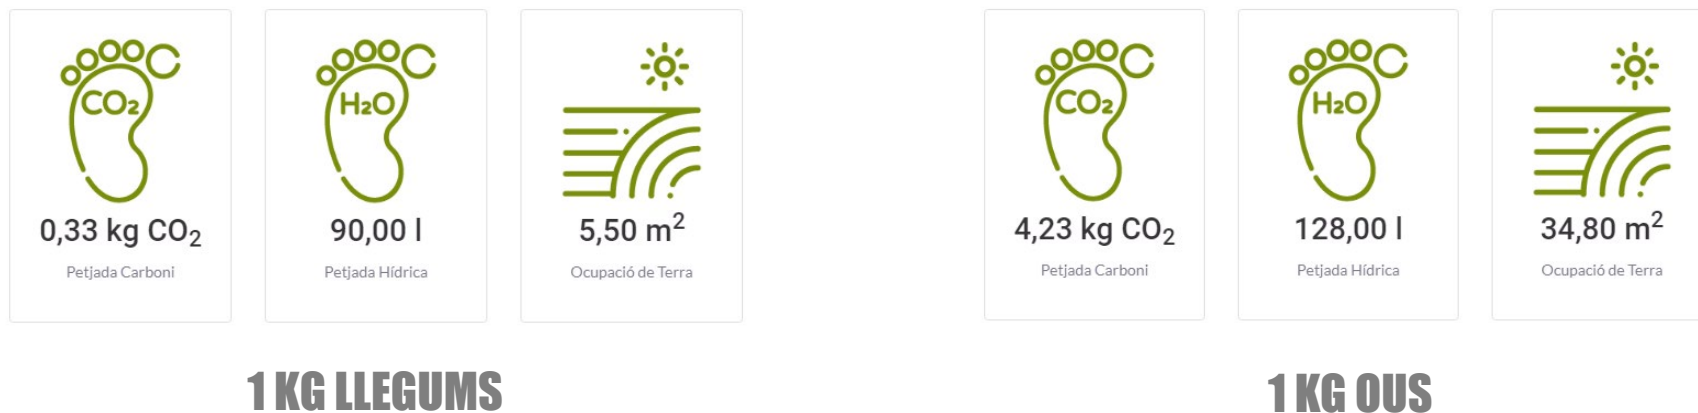 CO₂
0,33 kg CO₂
Petjada Carboni
H₂O
90,00 l
Petjada Hídrica
5,50 m²
Ocupació de Terra
1 KG LLEGUMS
CO₂
4,23 kg CO₂
Petjada Carboni
H₂O
128,00 l
Petjada Hídrica
34,80 m²
Ocupació de Terra
1 KG OUS